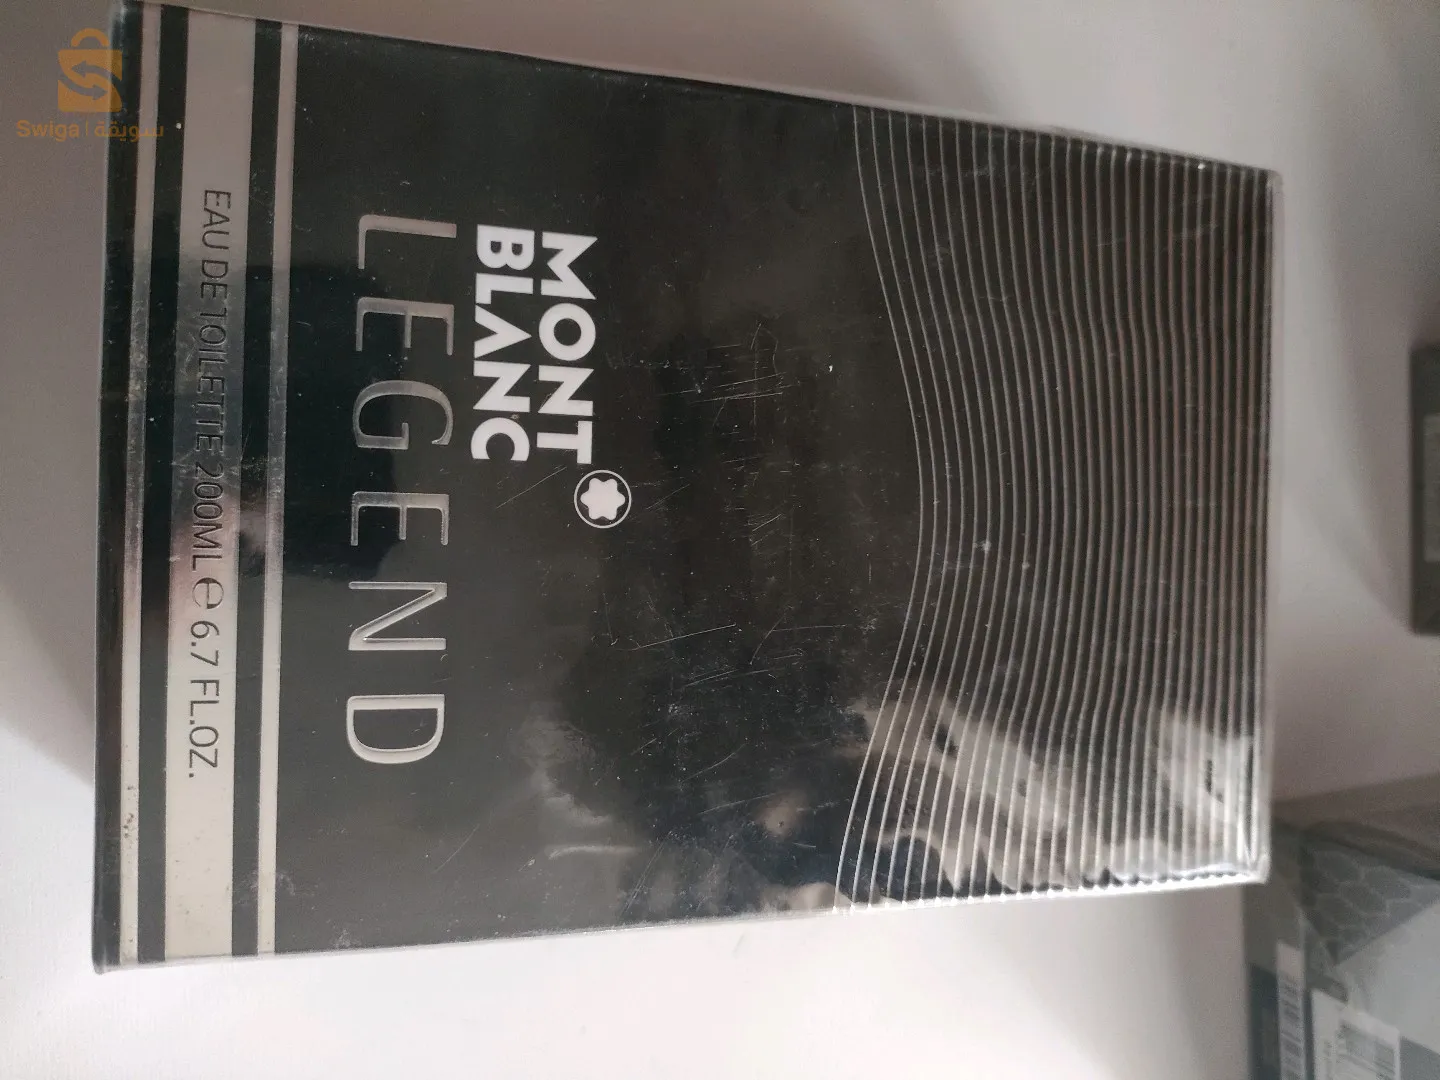 Swiga | سويقة
MONT
BLANC
LEGEND
EAU DE TOILETTE 200ML ℮ 6.7 FL.OZ.